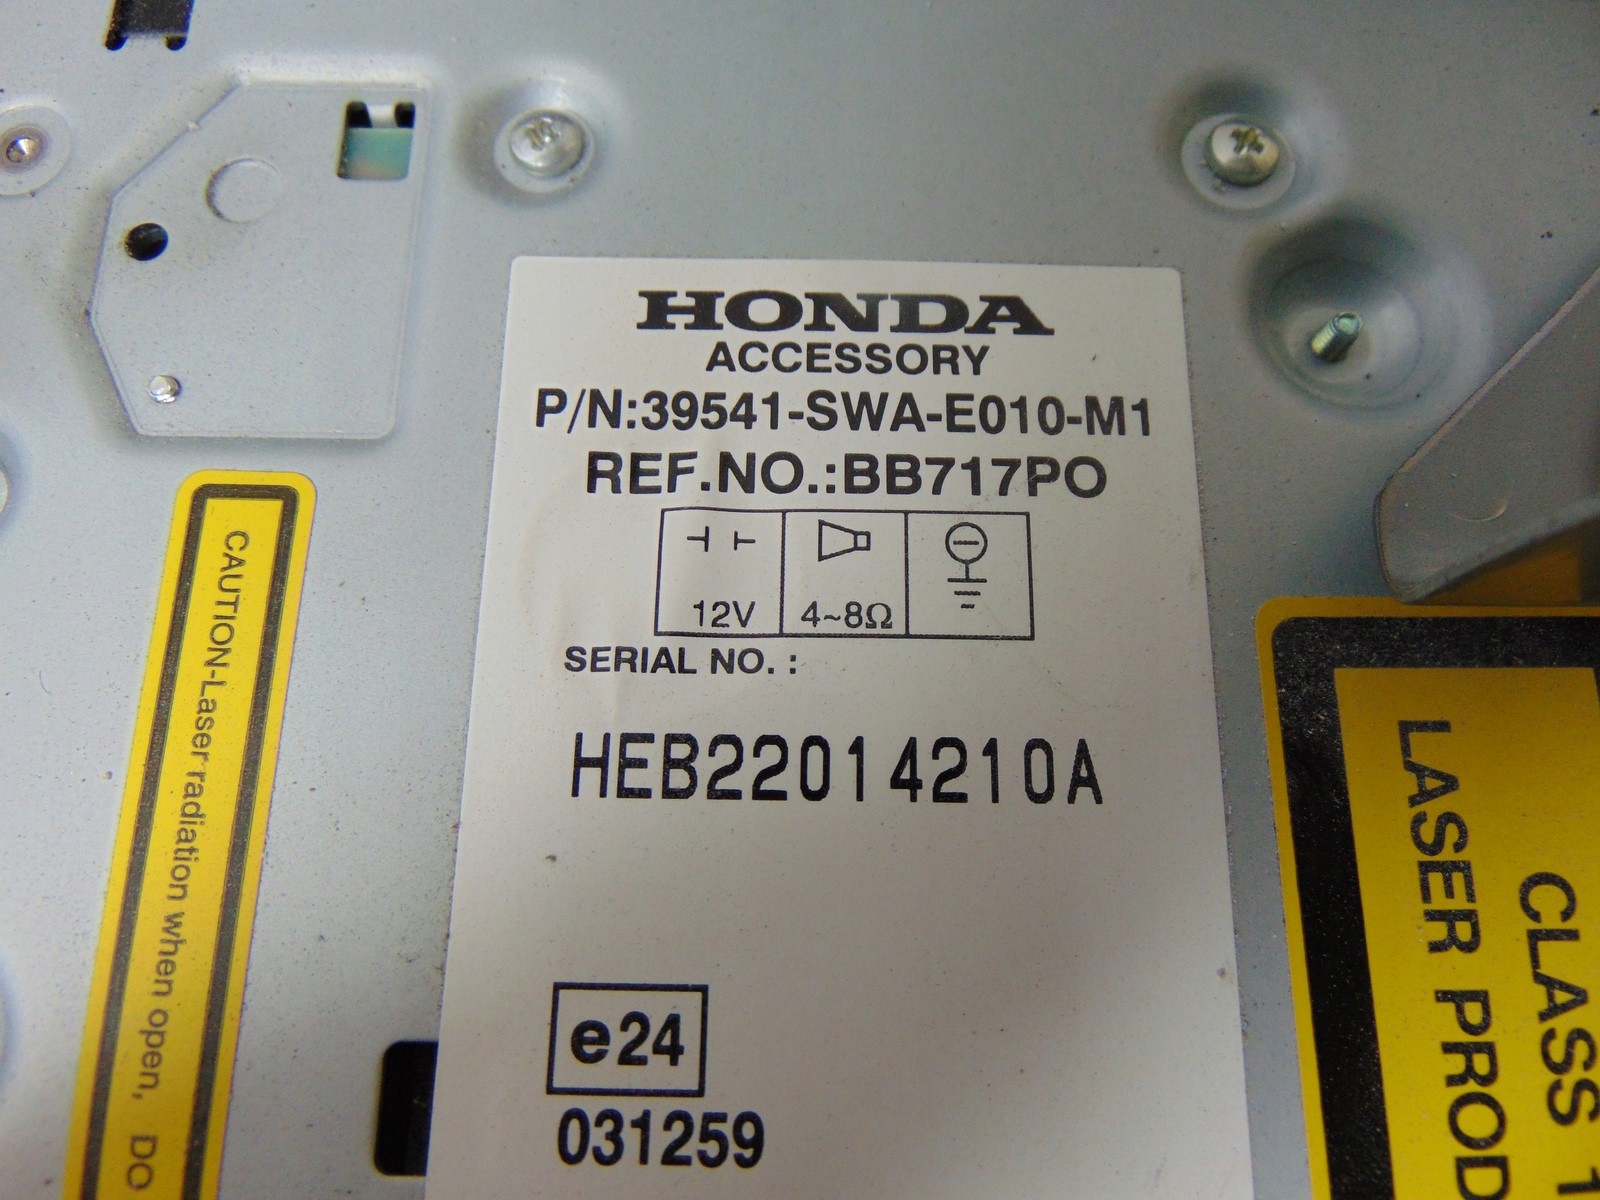 HONDA
ACCESSORY
P/N:39541-SWA-E010-M1
REF.NO.:BB717PO
12V 4~8Ω
SERIAL NO. :
HEB22014210A
e24
031259
CAUTION-Laser radiation when open, DO
CLASS 1
LASER PROD